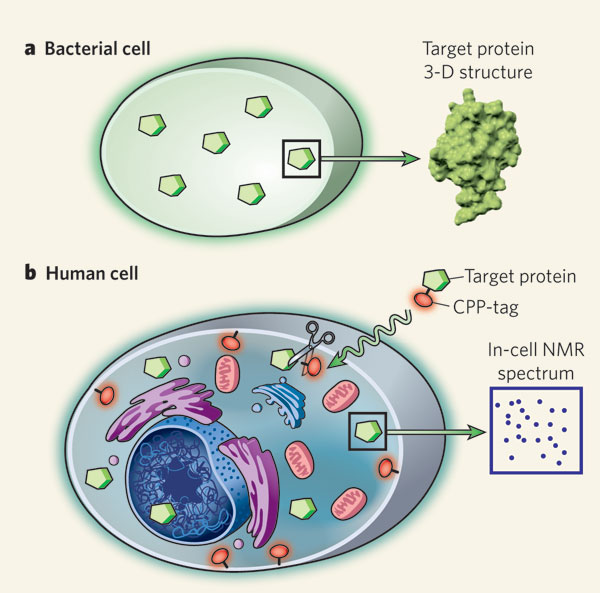 a Bacterial cell
Target protein
3-D structure
b Human cell
Target protein
CPP-tag
In-cell NMR
spectrum